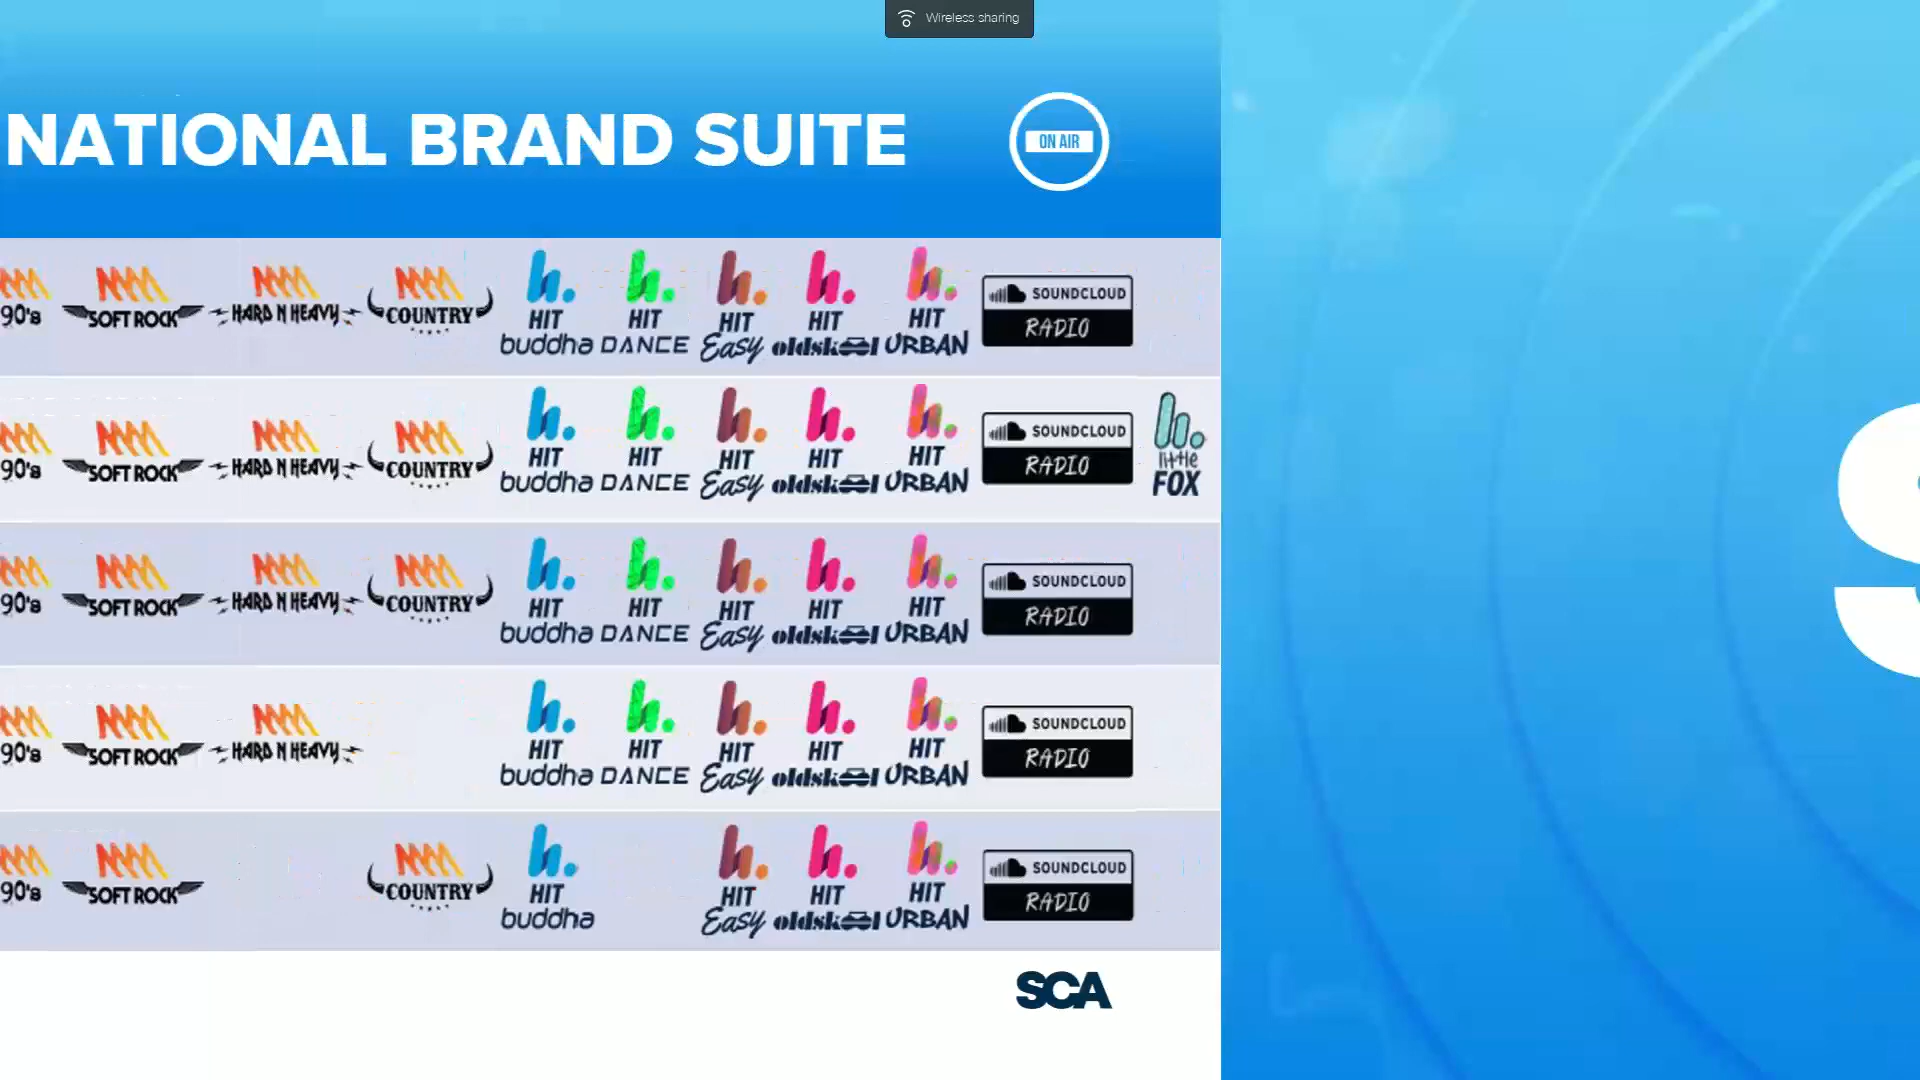 Wireless sharing
NATIONAL BRAND SUITE
ON AIR
90's SOFT ROCK HARD N HEAVY COUNTRY HIT buddha HIT DANCE HIT Easy HIT oldskool HIT URBAN SOUNDCLOUD RADIO
90's SOFT ROCK HARD N HEAVY COUNTRY HIT buddha HIT DANCE HIT Easy HIT oldskool HIT URBAN SOUNDCLOUD RADIO little FOX
90's SOFT ROCK HARD N HEAVY COUNTRY HIT buddha HIT DANCE HIT Easy HIT oldskool HIT URBAN SOUNDCLOUD RADIO
90's SOFT ROCK HARD N HEAVY HIT buddha HIT DANCE HIT Easy HIT oldskool HIT URBAN SOUNDCLOUD RADIO
90's SOFT ROCK COUNTRY HIT buddha HIT Easy HIT oldskool HIT URBAN SOUNDCLOUD RADIO
SCA